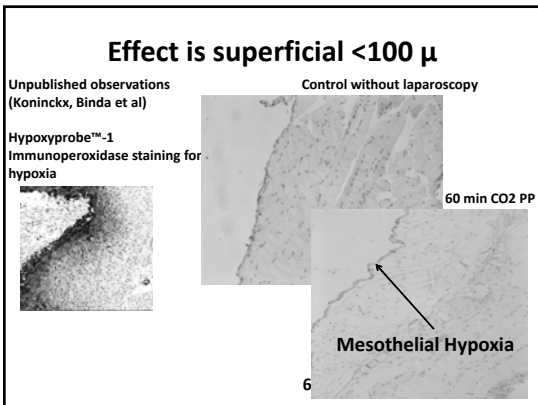 Effect is superficial <100 μ
Unpublished observations
(Koninckx, Binda et al)
Control without laparoscopy
Hypoxyprobe™-1
Immunoperoxidase staining for
hypoxia
60 min CO2 PP
Mesothelial Hypoxia
6